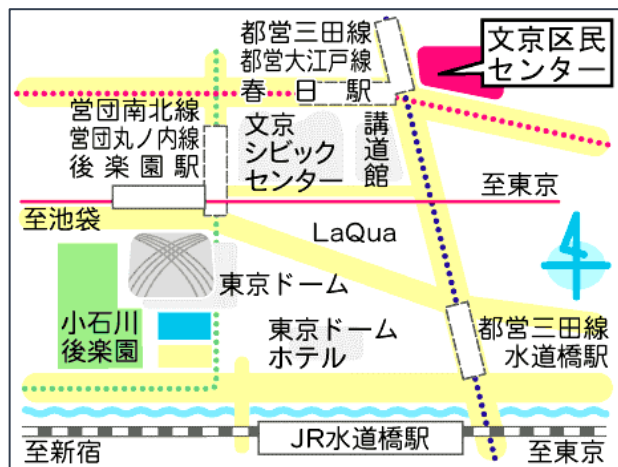 都営三田線
都営大江戸線
春日駅
文京区民
センター
営団南北線
営団丸ノ内線
後楽園駅
文京
シビック
センター
講道館
至東京
至池袋
LaQua
東京ドーム
小石川
後楽園
東京ドーム
ホテル
都営三田線
水道橋駅
JR水道橋駅
至新宿
至東京